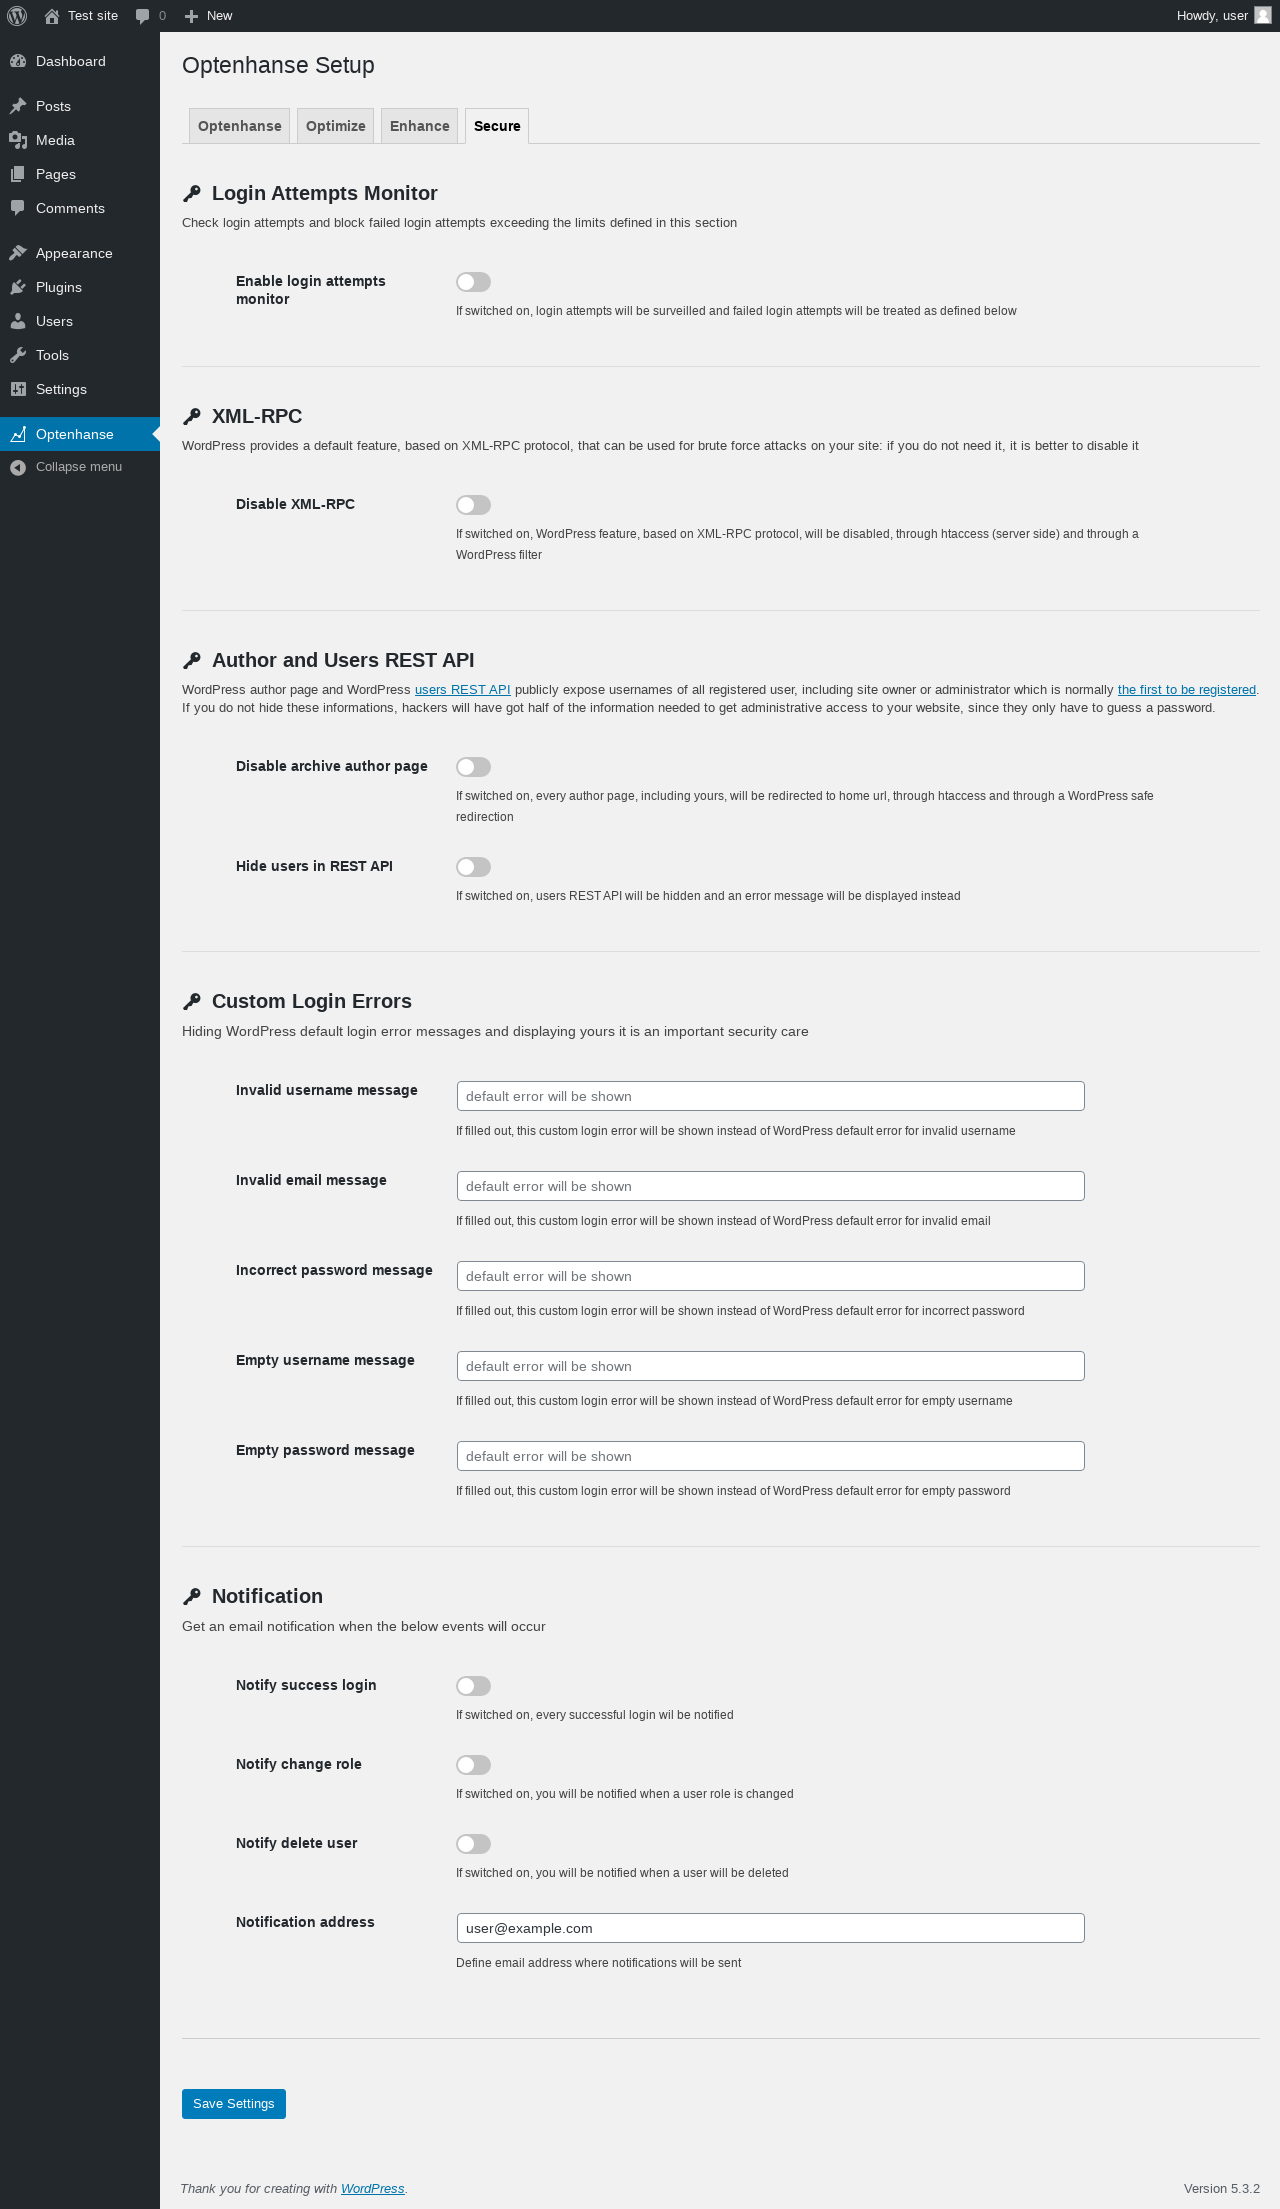 Test site
0
New
Howdy, user
Dashboard
Posts
Media
Pages
Comments
Appearance
Plugins
Users
Tools
Settings
Optenhanse
Collapse menu
Optenhanse Setup
Optenhanse
Optimize
Enhance
Secure
Login Attempts Monitor
Check login attempts and block failed login attempts exceeding the limits defined in this section
Enable login attempts
monitor
If switched on, login attempts will be surveilled and failed login attempts will be treated as defined below
XML-RPC
WordPress provides a default feature, based on XML-RPC protocol, that can be used for brute force attacks on your site: if you do not need it, it is better to disable it
Disable XML-RPC
If switched on, WordPress feature, based on XML-RPC protocol, will be disabled, through htaccess (server side) and through a
WordPress filter
Author and Users REST API
WordPress author page and WordPress users REST API publicly expose usernames of all registered user, including site owner or administrator which is normally the first to be registered.
If you do not hide these informations, hackers will have got half of the information needed to get administrative access to your website, since they only have to guess a password.
Disable archive author page
If switched on, every author page, including yours, will be redirected to home url, through htaccess and through a WordPress safe
redirection
Hide users in REST API
If switched on, users REST API will be hidden and an error message will be displayed instead
Custom Login Errors
Hiding WordPress default login error messages and displaying yours it is an important security care
Invalid username message
default error will be shown
If filled out, this custom login error will be shown instead of WordPress default error for invalid username
Invalid email message
default error will be shown
If filled out, this custom login error will be shown instead of WordPress default error for invalid email
Incorrect password message
default error will be shown
If filled out, this custom login error will be shown instead of WordPress default error for incorrect password
Empty username message
default error will be shown
If filled out, this custom login error will be shown instead of WordPress default error for empty username
Empty password message
default error will be shown
If filled out, this custom login error will be shown instead of WordPress default error for empty password
Notification
Get an email notification when the below events will occur
Notify success login
If switched on, every successful login wil be notified
Notify change role
If switched on, you will be notified when a user role is changed
Notify delete user
If switched on, you will be notified when a user will be deleted
Notification address
user@example.com
Define email address where notifications will be sent
Save Settings
Thank you for creating with WordPress.
Version 5.3.2